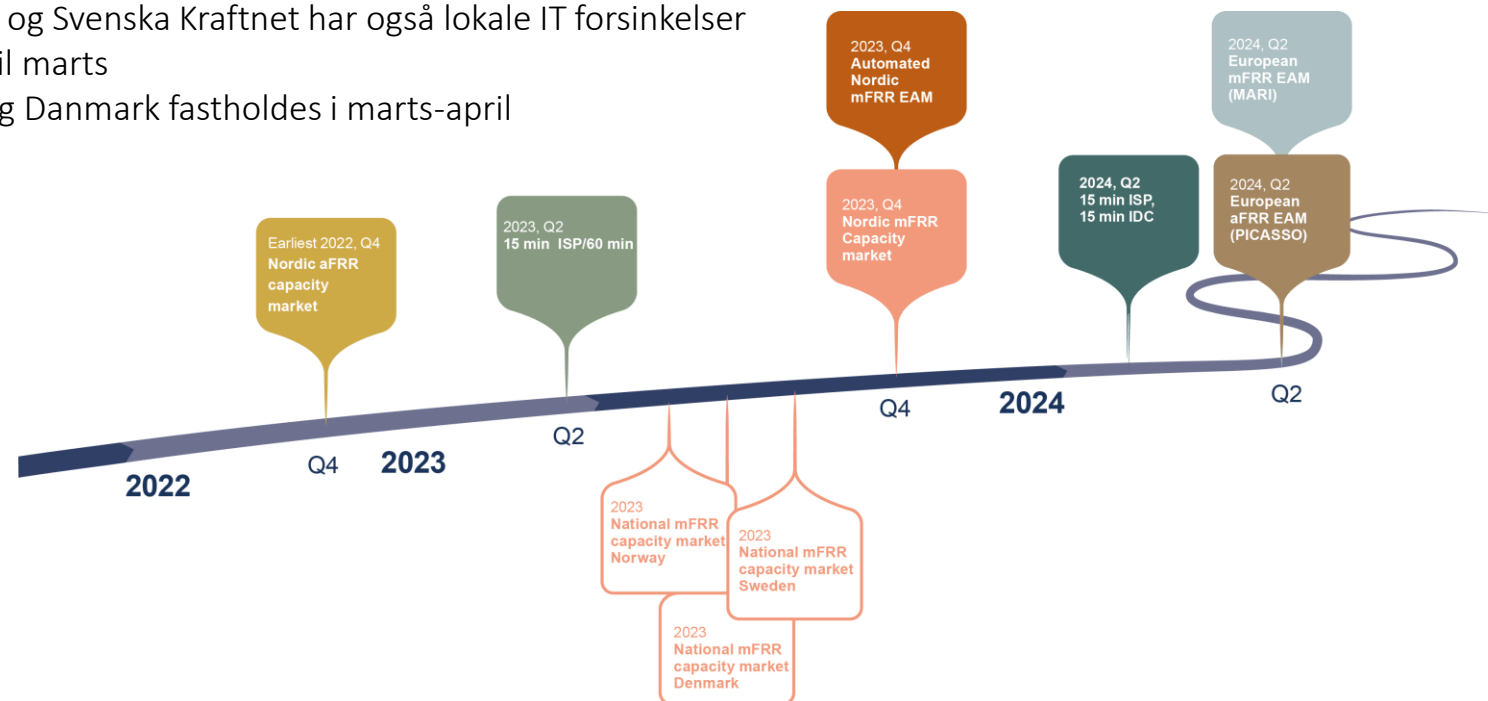 og Svenska Kraftnet har også lokale IT forsinkelser
il marts
g Danmark fastholdes i marts-april
2023, Q4
Automated
Nordic
mFRR EAM
2024, Q2
European
mFRR EAM
(MARI)
Earliest 2022, Q4
Nordic aFRR
capacity
market
2023, Q2
15 min ISP/60 min
2023, Q4
Nordic mFRR
Capacity
market
2024, Q2
15 min ISP,
15 min IDC
2024, Q2
European
aFRR EAM
(PICASSO)
2022
Q4
2023
Q2
Q4
2024
Q2
2023
National mFRR
capacity market
Norway
2023
National mFRR
capacity market
Sweden
2023
National mFRR
capacity market
Denmark